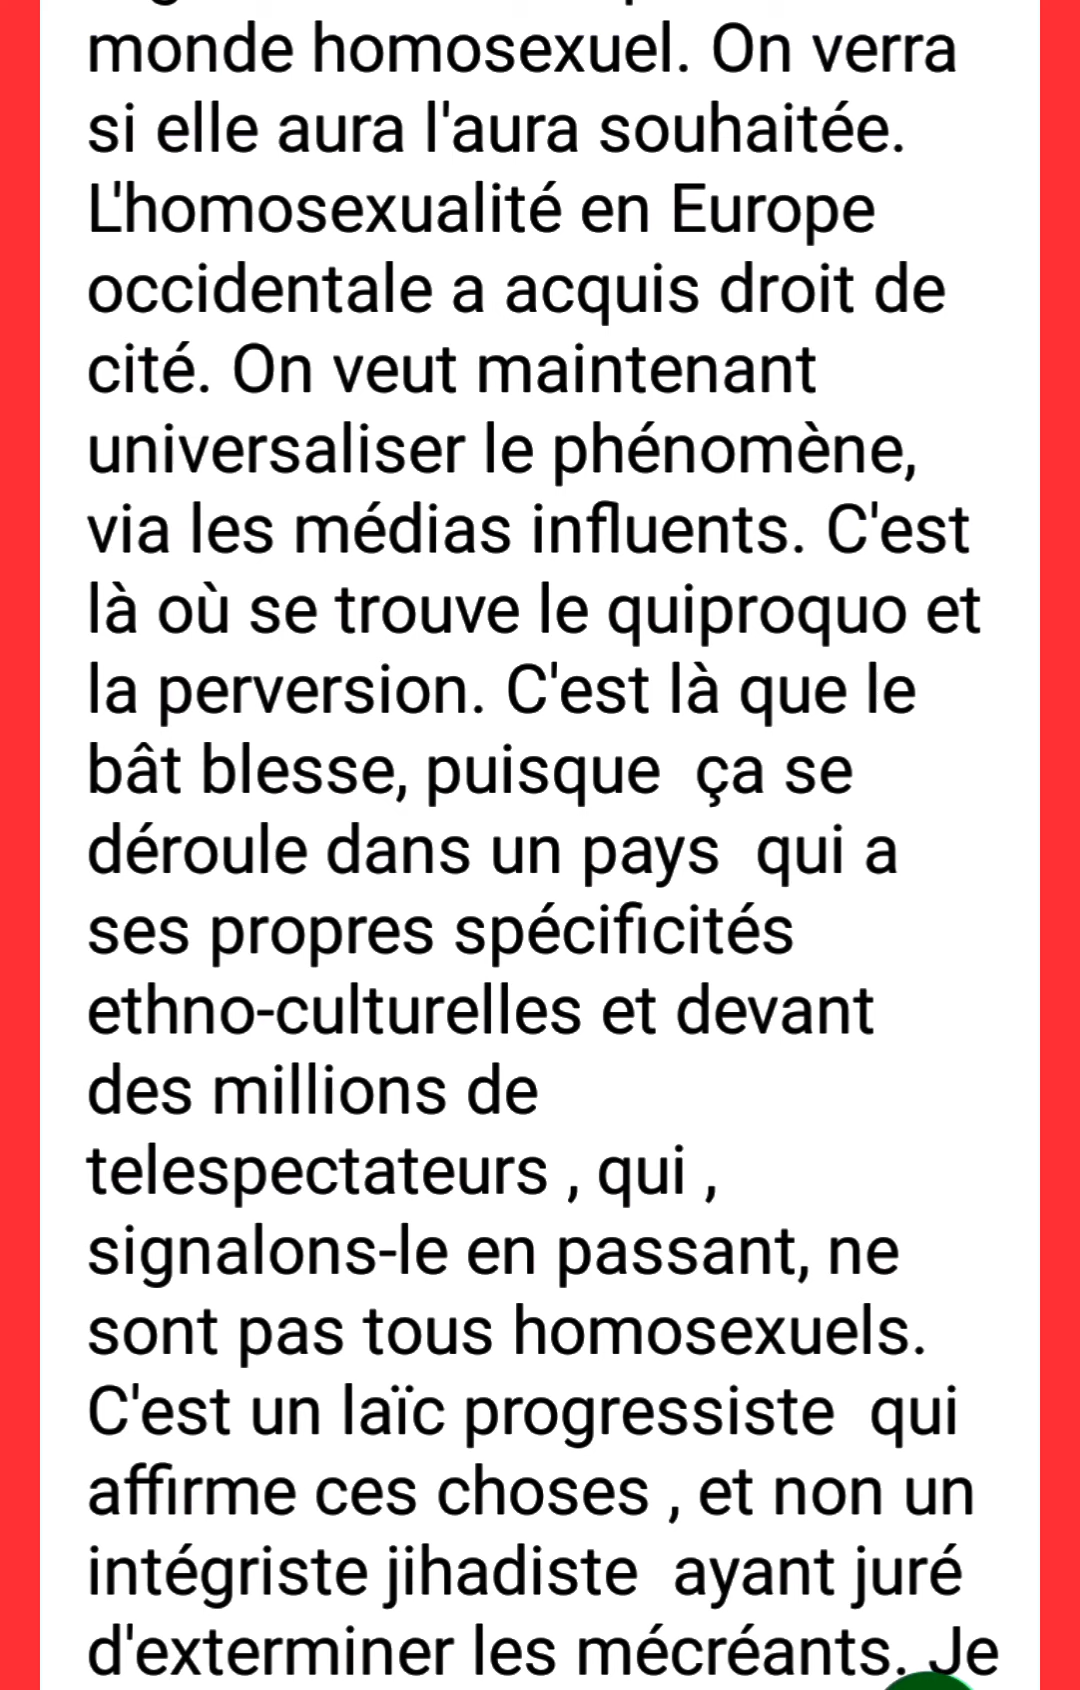 monde homosexuel. On verra
si elle aura l'aura souhaitée.
L'homosexualité en Europe
occidentale a acquis droit de
cité. On veut maintenant
universaliser le phénomène,
via les médias influents. C'est
là où se trouve le quiproquo et
la perversion. C'est là que le
bât blesse, puisque  ça se
déroule dans un pays  qui a
ses propres spécificités
ethno-culturelles et devant
des millions de
telespectateurs , qui ,
signalons-le en passant, ne
sont pas tous homosexuels.
C'est un laïc progressiste  qui
affirme ces choses , et non un
intégriste jihadiste  ayant juré
d'exterminer les mécréants. Je